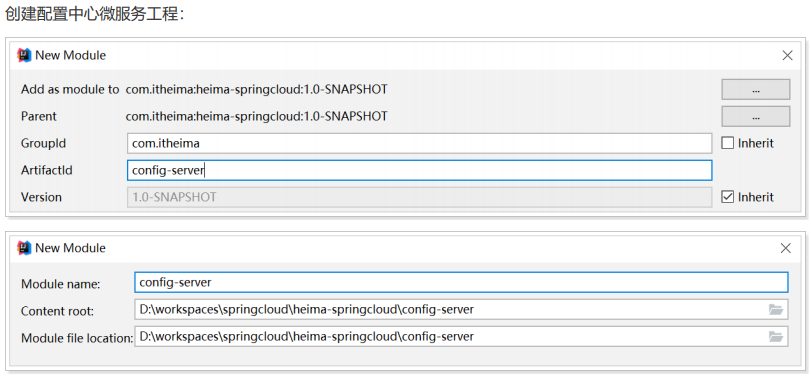 创建配置中心微服务工程：
New Module
Add as module to com.itheima:heima-springcloud:1.0-SNAPSHOT ...
Parent com.itheima:heima-springcloud:1.0-SNAPSHOT ...
GroupId com.itheima Inherit
ArtifactId config-server
Version 1.0-SNAPSHOT Inherit
New Module
Module name: config-server
Content root: D:\workspaces\springcloud\heima-springcloud\config-server
Module file location: D:\workspaces\springcloud\heima-springcloud\config-server